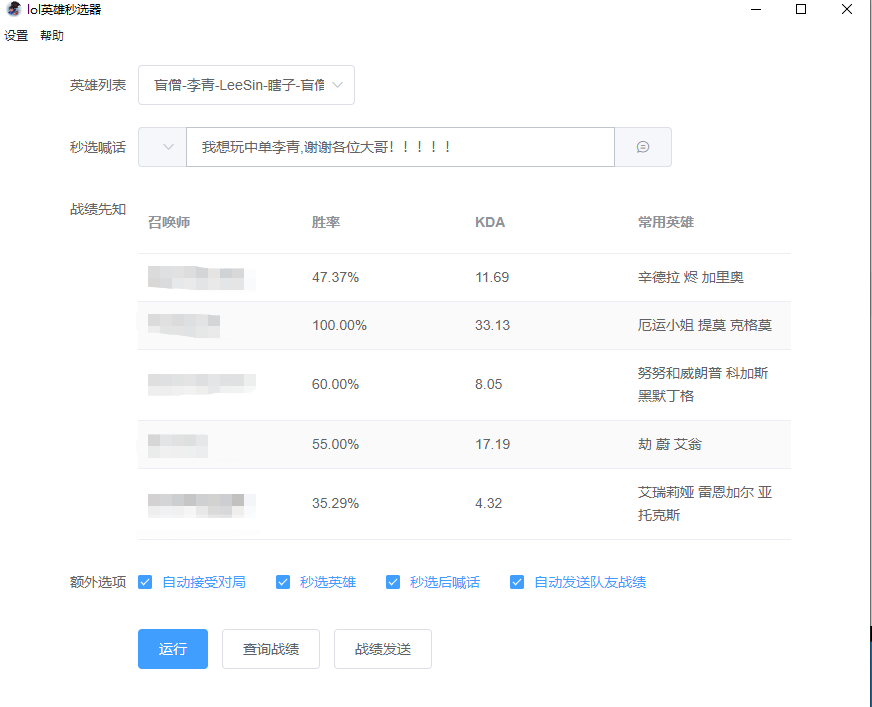 lol英雄秒选器
设置 帮助
英雄列表 盲僧-李青-LeeSin-瞎子-盲僧
秒选喊话 我想玩中单李青,谢谢各位大哥！！！！！
战绩先知
召唤师 胜率 KDA 常用英雄
47.37% 11.69 辛德拉 烬 加里奥
100.00% 33.13 厄运小姐 提莫 克格莫
60.00% 8.05 努努和威朗普 科加斯
黑默丁格
55.00% 17.19 劫 蔚 艾翁
35.29% 4.32 艾瑞莉娅 雷恩加尔 亚
托克斯
额外选项 自动接受对局 秒选英雄 秒选后喊话 自动发送队友战绩
运行 查询战绩 战绩发送